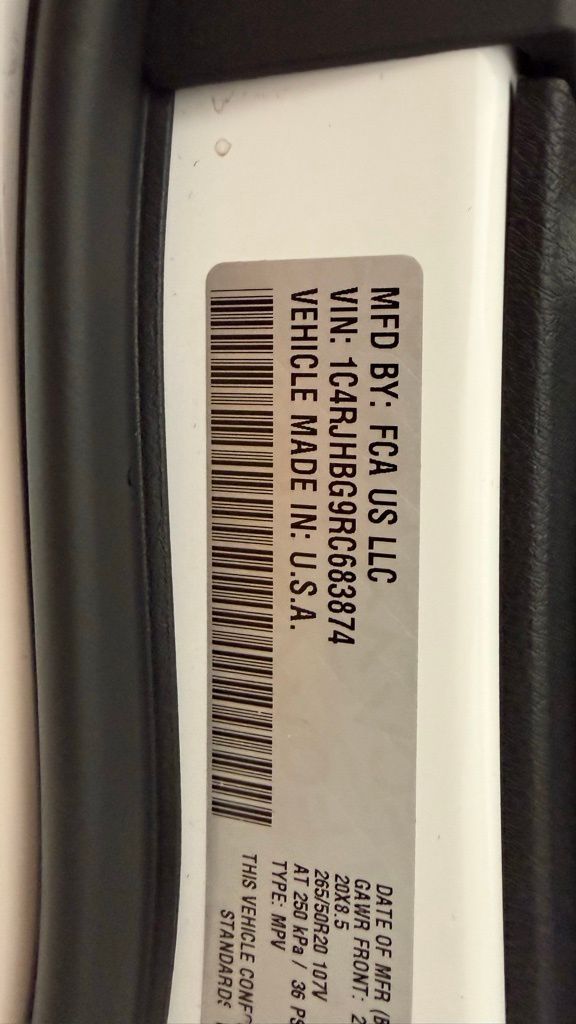 MFD BY: FCA US LLC
VIN: 1C4RJHBG9RC683874
VEHICLE MADE IN: U.S.A.
DATE OF MFR
GAWR FRONT:
20X8.5
265/50R20 107V
AT 250 kPa / 36
TYPE: MPV
THIS VEHICLE
STANDARDS